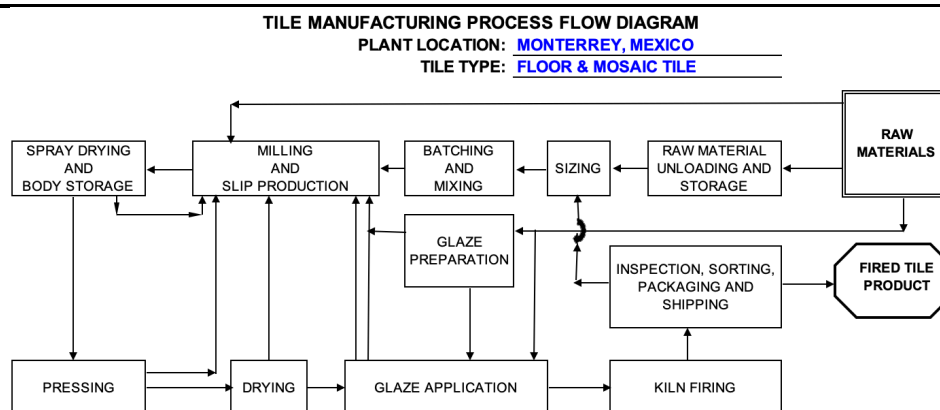 TILE MANUFACTURING PROCESS FLOW DIAGRAM
PLANT LOCATION: MONTERREY, MEXICO
TILE TYPE: FLOOR & MOSAIC TILE
RAW
MATERIALS
SPRAY DRYING
AND
BODY STORAGE
MILLING
AND
SLIP PRODUCTION
BATCHING
AND
MIXING
SIZING
RAW MATERIAL
UNLOADING AND
STORAGE
GLAZE
PREPARATION
INSPECTION, SORTING,
PACKAGING AND
SHIPPING
FIRED TILE
PRODUCT
PRESSING
DRYING
GLAZE APPLICATION
KILN FIRING